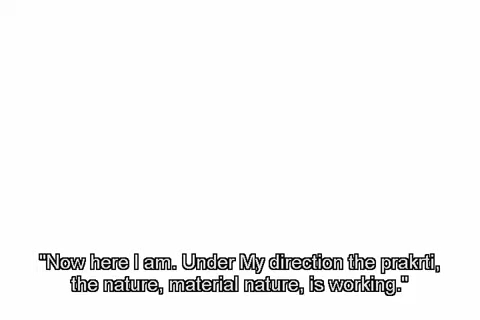 "Now here I am. Under My direction the prakrti,
the nature, material nature, is working."